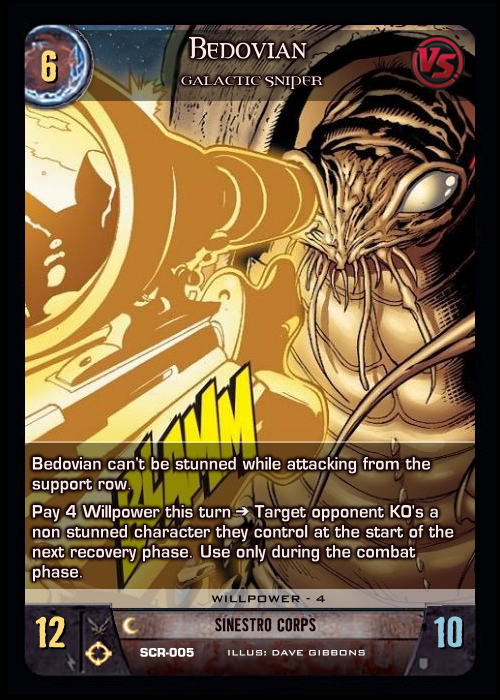 6
BEDOVIAN
GALACTIC SNIPER
VS
BLAMM
Bedovian can't be stunned while attacking from the
support row.
Pay 4 Willpower this turn → Target opponent KO's a
non stunned character they control at the start of the
next recovery phase. Use only during the combat
phase.
WILLPOWER - 4
12
SINESTRO CORPS
10
SCR-005
ILLUS: DAVE GIBBONS